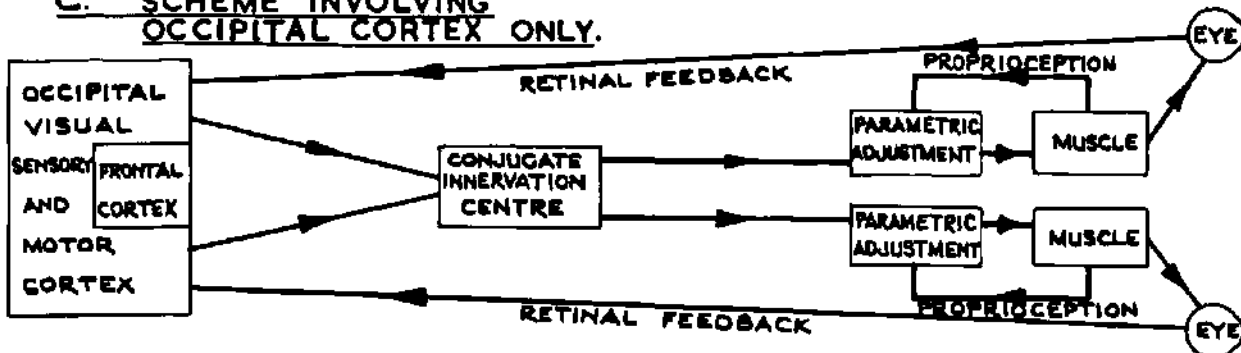 C. SCHEME INVOLVING
OCCIPITAL CORTEX ONLY.
EYE
RETINAL FEEDBACK
PROPRIOCEPTION
OCCIPITAL
VISUAL
SENSORY
AND
MOTOR
CORTEX
FRONTAL
CORTEX
CONJUGATE
INNERVATION
CENTRE
PARAMETRIC
ADJUSTMENT
MUSCLE
PARAMETRIC
ADJUSTMENT
MUSCLE
PROPRIOCEPTION
RETINAL FEEDBACK
EYE